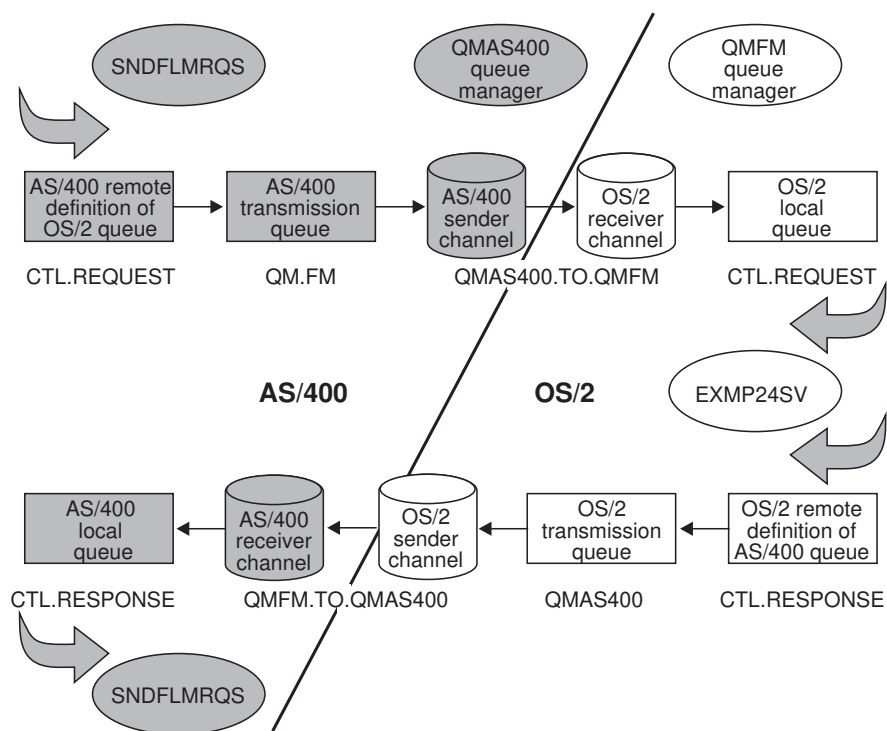 SNDFLMRQS
QMAS400
queue
manager
QMFM
queue
manager
AS/400 remote
definition of
OS/2 queue
AS/400
transmission
queue
AS/400
sender
channel
OS/2
receiver
channel
OS/2
local
queue
CTL.REQUEST
QM.FM
QMAS400.TO.QMFM
CTL.REQUEST
AS/400
OS/2
EXMP24SV
AS/400
local
queue
AS/400
receiver
channel
OS/2
sender
channel
OS/2
transmission
queue
OS/2 remote
definition of
AS/400 queue
CTL.RESPONSE
QMFM.TO.QMAS400
QMAS400
CTL.RESPONSE
SNDFLMRQS